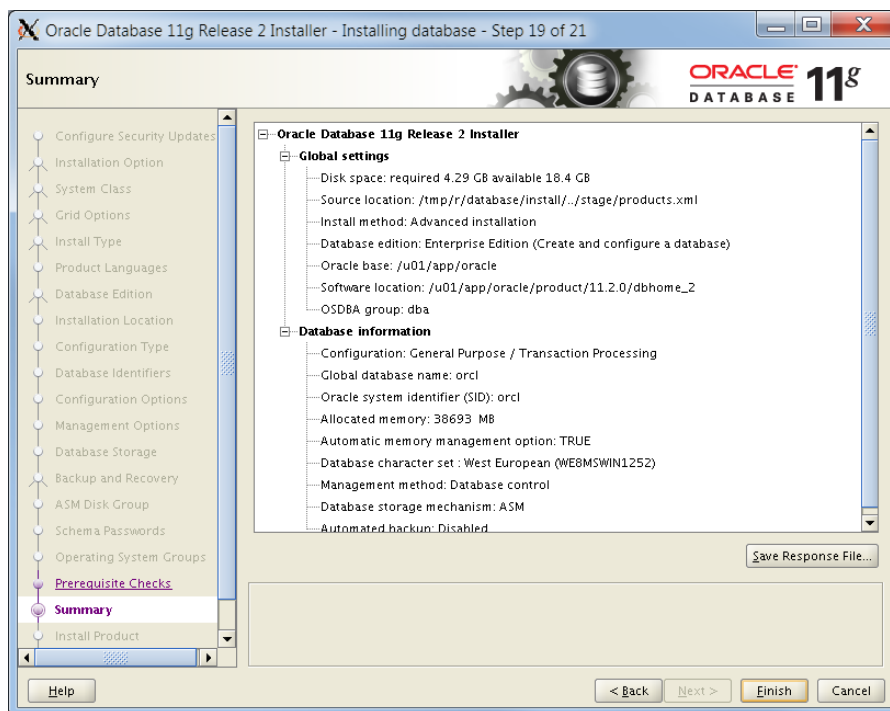 Oracle Database 11g Release 2 Installer - Installing database - Step 19 of 21
Summary
ORACLE
DATABASE 11g
Configure Security Updates
Installation Option
System Class
Grid Options
Install Type
Product Languages
Database Edition
Installation Location
Configuration Type
Database Identifiers
Configuration Options
Management Options
Database Storage
Backup and Recovery
ASM Disk Group
Schema Passwords
Operating System Groups
Prerequisite Checks
Summary
Install Product
Oracle Database 11g Release 2 Installer
Global settings
Disk space: required 4.29 GB available 18.4 GB
Source location: /tmp/r/database/install/../stage/products.xml
Install method: Advanced installation
Database edition: Enterprise Edition (Create and configure a database)
Oracle base: /u01/app/oracle
Software location: /u01/app/oracle/product/11.2.0/dbhome_2
OSDBA group: dba
Database information
Configuration: General Purpose / Transaction Processing
Global database name: orcl
Oracle system identifier (SID): orcl
Allocated memory: 38693 MB
Automatic memory management option: TRUE
Database character set : West European (WE8MSWIN1252)
Management method: Database control
Database storage mechanism: ASM
Automated backup: Disabled
Save Response File...
Help
< Back
Next >
Finish
Cancel